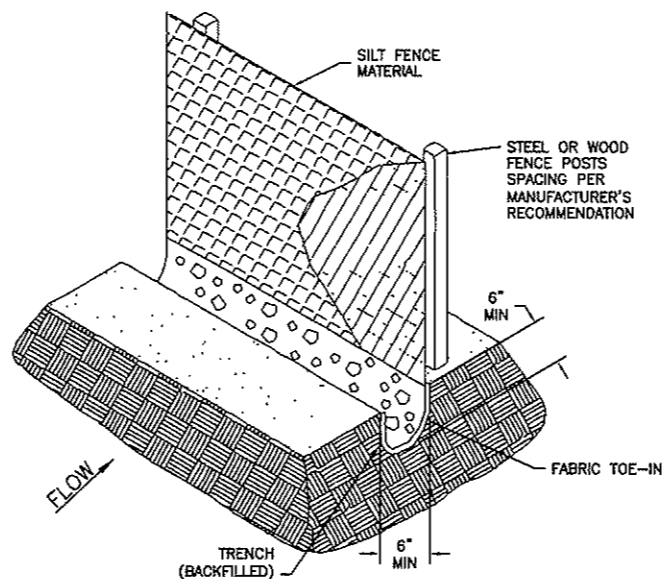 SILT FENCE
MATERIAL
STEEL OR WOOD
FENCE POSTS
SPACING PER
MANUFACTURER'S
RECOMMENDATION
6"
MIN
FABRIC TOE-IN
FLOW
TRENCH
(BACKFILLED)
6"
MIN